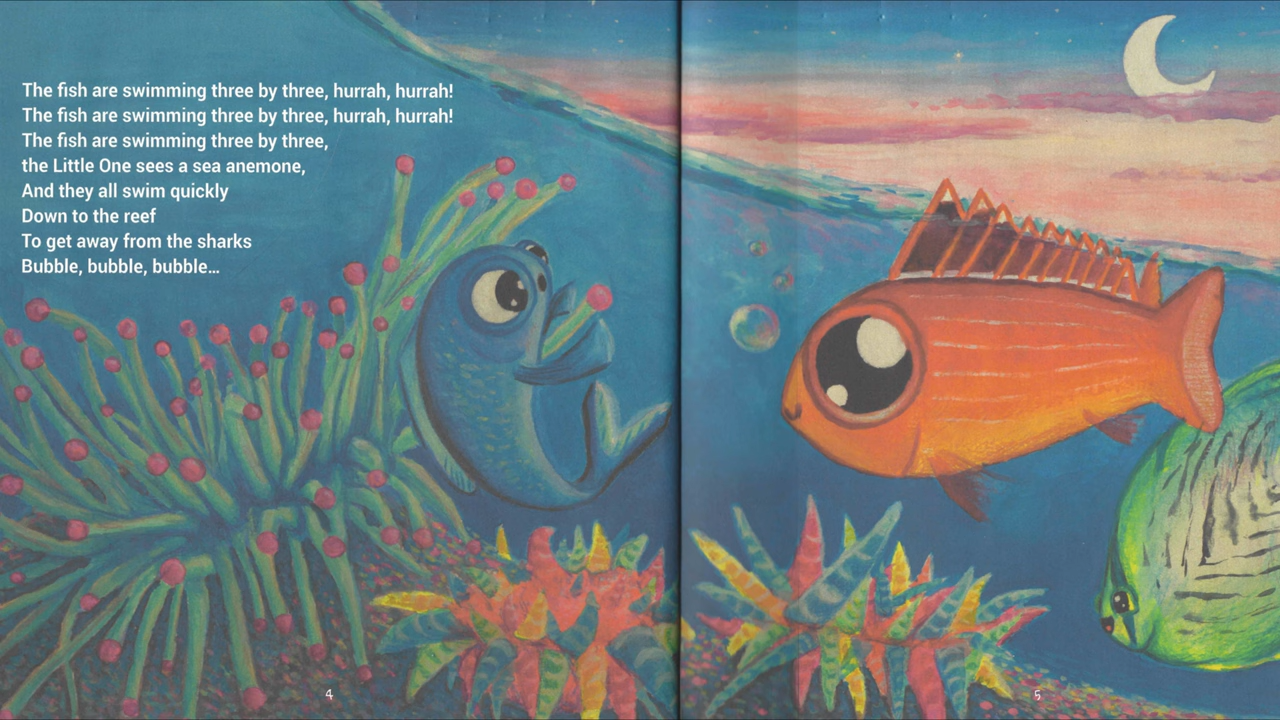 The fish are swimming three by three, hurrah, hurrah!
The fish are swimming three by three, hurrah, hurrah!
The fish are swimming three by three,
the Little One sees a sea anemone,
And they all swim quickly
Down to the reef
To get away from the sharks
Bubble, bubble, bubble…
4
5